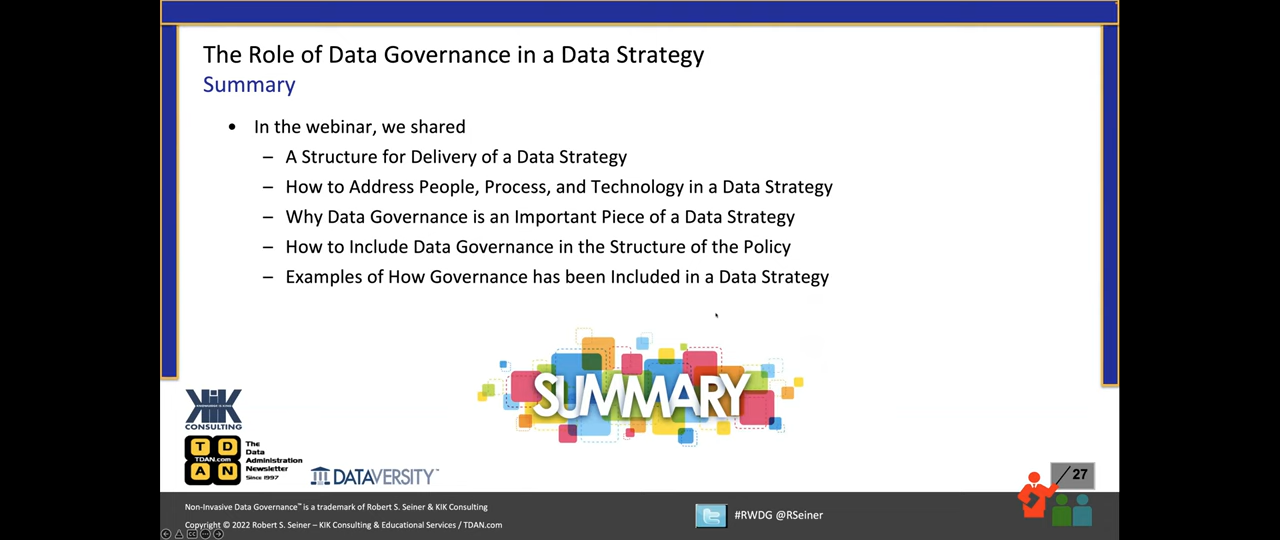 The Role of Data Governance in a Data Strategy
Summary
• In the webinar, we shared
– A Structure for Delivery of a Data Strategy
– How to Address People, Process, and Technology in a Data Strategy
– Why Data Governance is an Important Piece of a Data Strategy
– How to Include Data Governance in the Structure of the Policy
– Examples of How Governance has been Included in a Data Strategy
SUMMARY
KIK
CONSULTING
T D
TDAN.com
A N
The
Data
Administration
Newsletter
Since 1997
DATAVERSITY™
/ 27
Non-Invasive Data Governance™ is a trademark of Robert S. Seiner & KIK Consulting
Copyright © 2022 Robert S. Seiner – KIK Consulting & Educational Services / TDAN.com
#RWDG @RSeiner